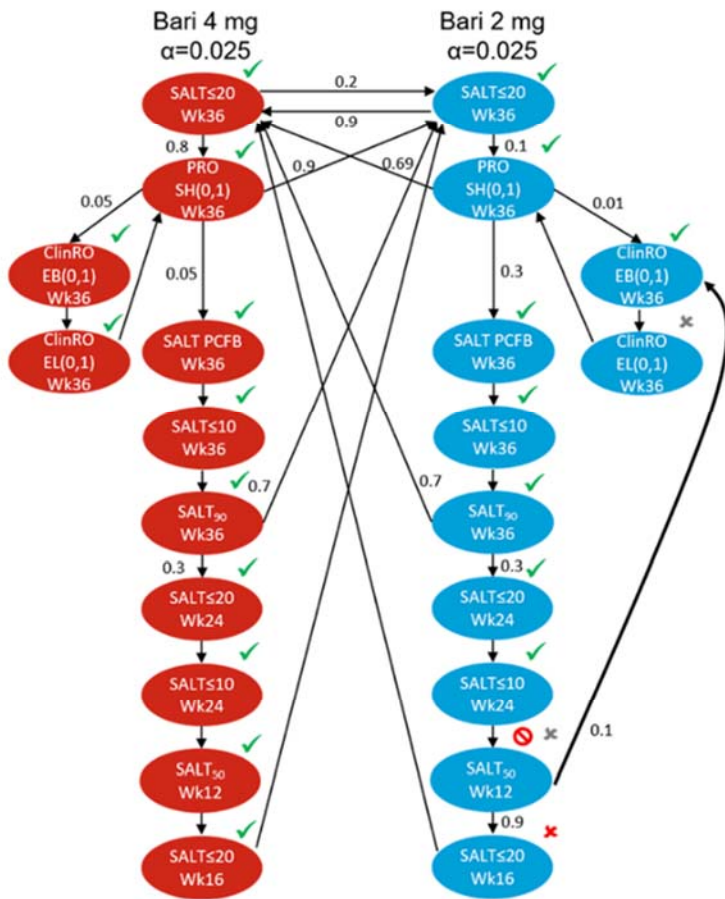 Bari 4 mg
α=0.025
Bari 2 mg
α=0.025
SALT≤20
Wk36
0.2
0.9
SALT≤20
Wk36
0.8
0.1
PRO
SH(0,1)
Wk36
0.9
0.69
PRO
SH(0,1)
Wk36
0.05
0.01
ClinRO
EB(0,1)
Wk36
0.05
0.3
ClinRO
EB(0,1)
Wk36
ClinRO
EL(0,1)
Wk36
SALT PCFB
Wk36
SALT PCFB
Wk36
ClinRO
EL(0,1)
Wk36
SALT≤10
Wk36
SALT≤10
Wk36
0.7
0.7
SALT₉₀
Wk36
SALT₉₀
Wk36
0.3
0.3
SALT≤20
Wk24
SALT≤20
Wk24
SALT≤10
Wk24
SALT≤10
Wk24
0.1
SALT₅₀
Wk12
SALT₅₀
Wk12
0.9
SALT≤20
Wk16
SALT≤20
Wk16